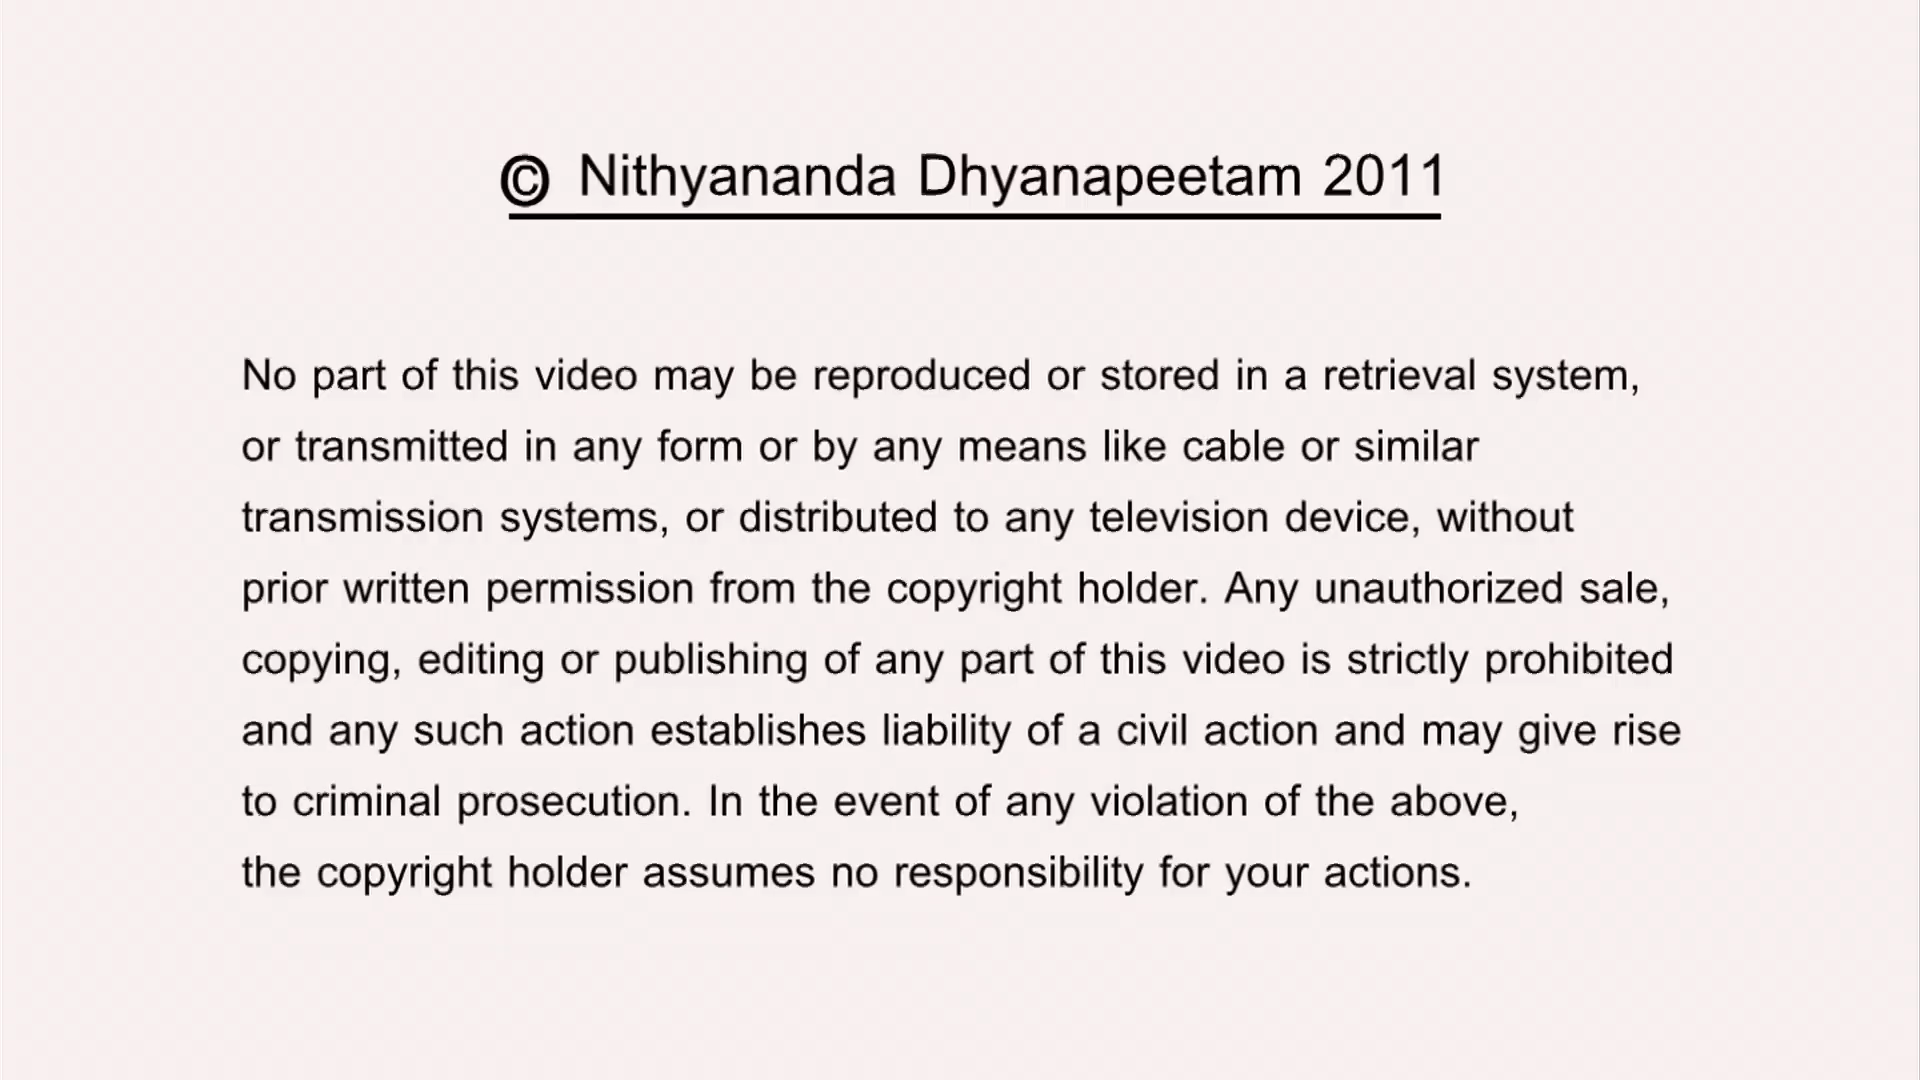 © Nithyananda Dhyanapeetam 2011
No part of this video may be reproduced or stored in a retrieval system,
or transmitted in any form or by any means like cable or similar
transmission systems, or distributed to any television device, without
prior written permission from the copyright holder. Any unauthorized sale,
copying, editing or publishing of any part of this video is strictly prohibited
and any such action establishes liability of a civil action and may give rise
to criminal prosecution. In the event of any violation of the above,
the copyright holder assumes no responsibility for your actions.